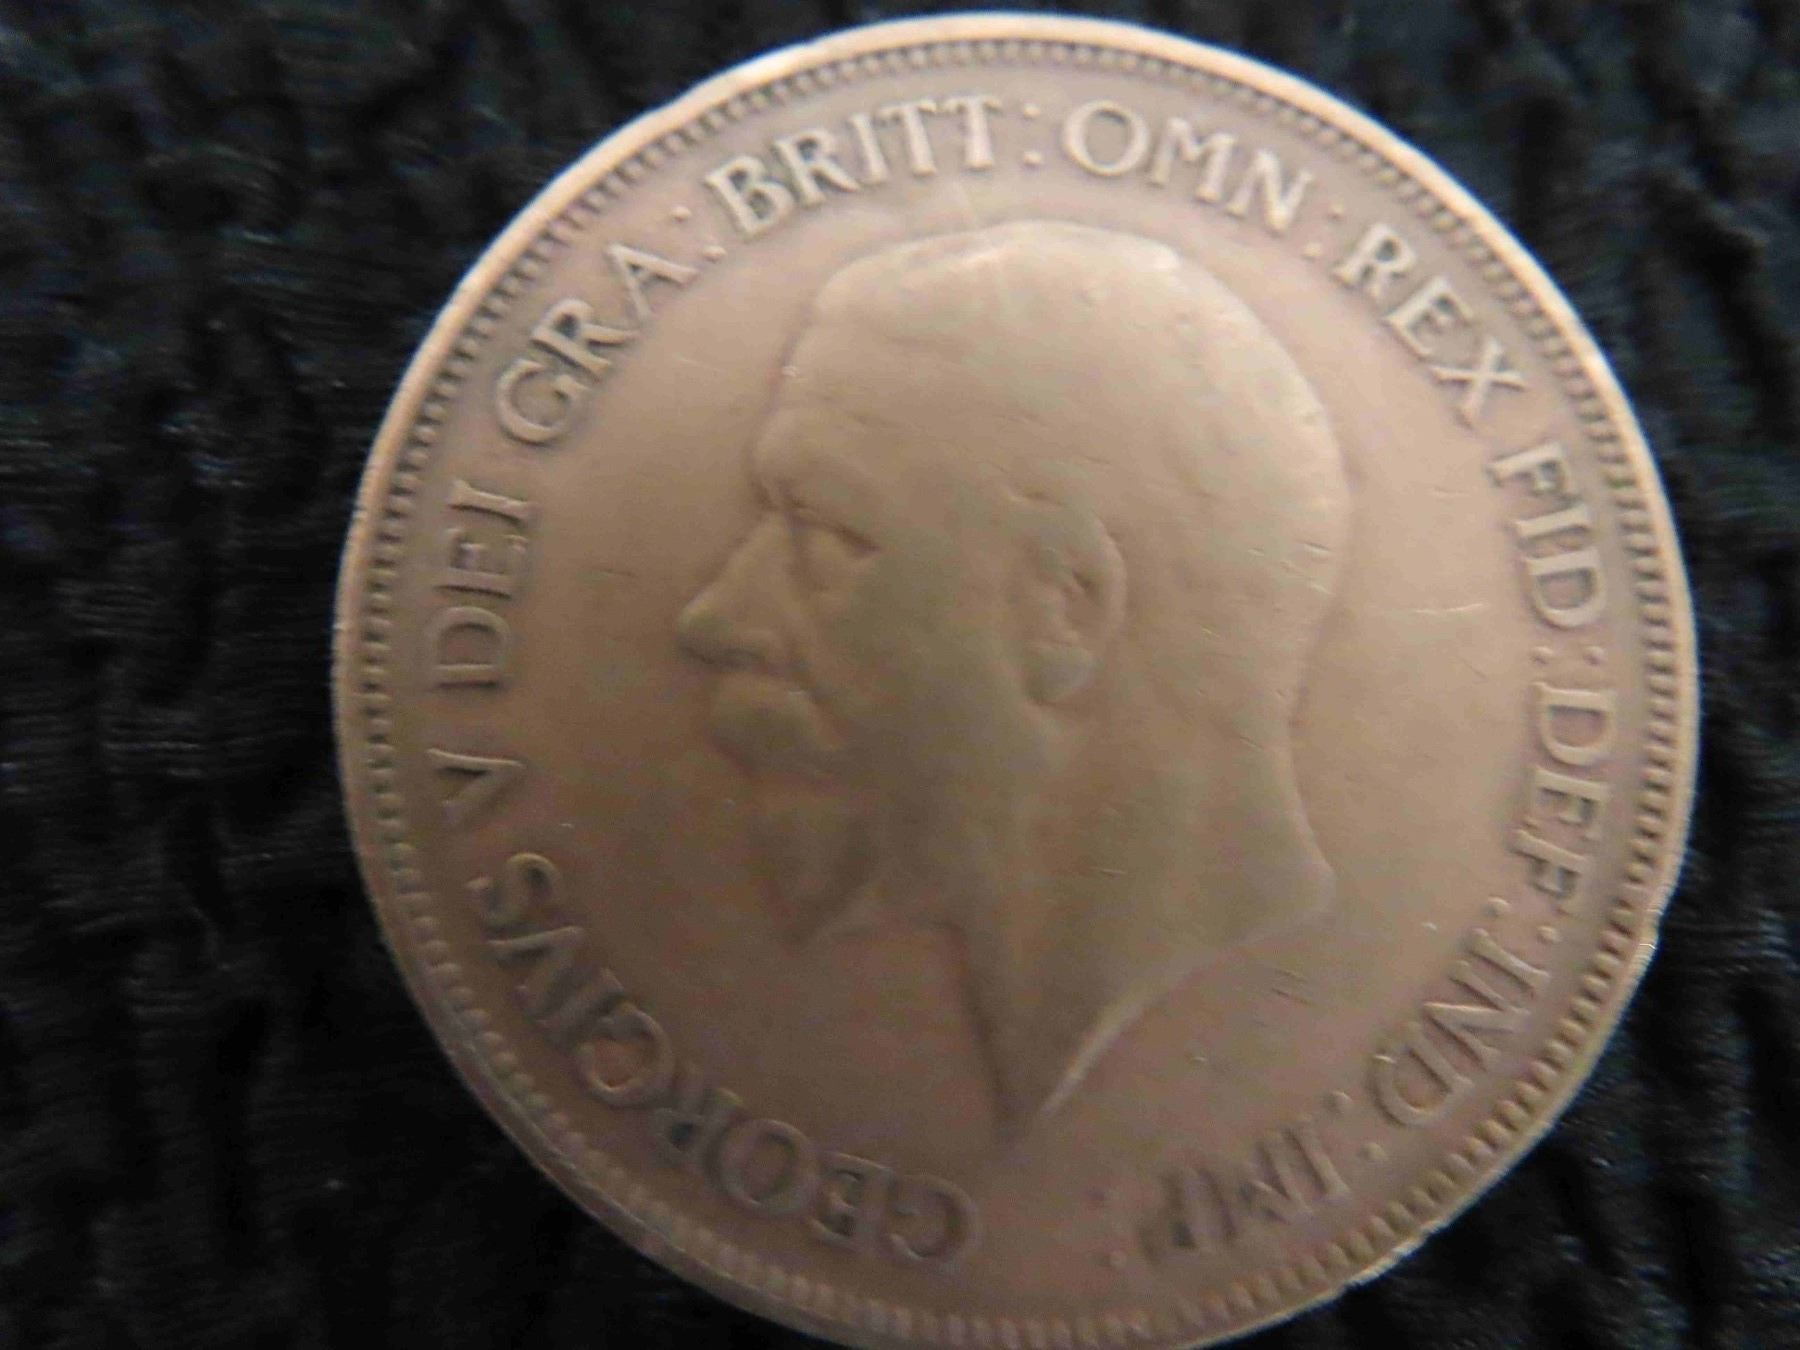 GEORGIVS V DEI GRA: BRITT: OMN: REX FID: DEF: IND: IMP: